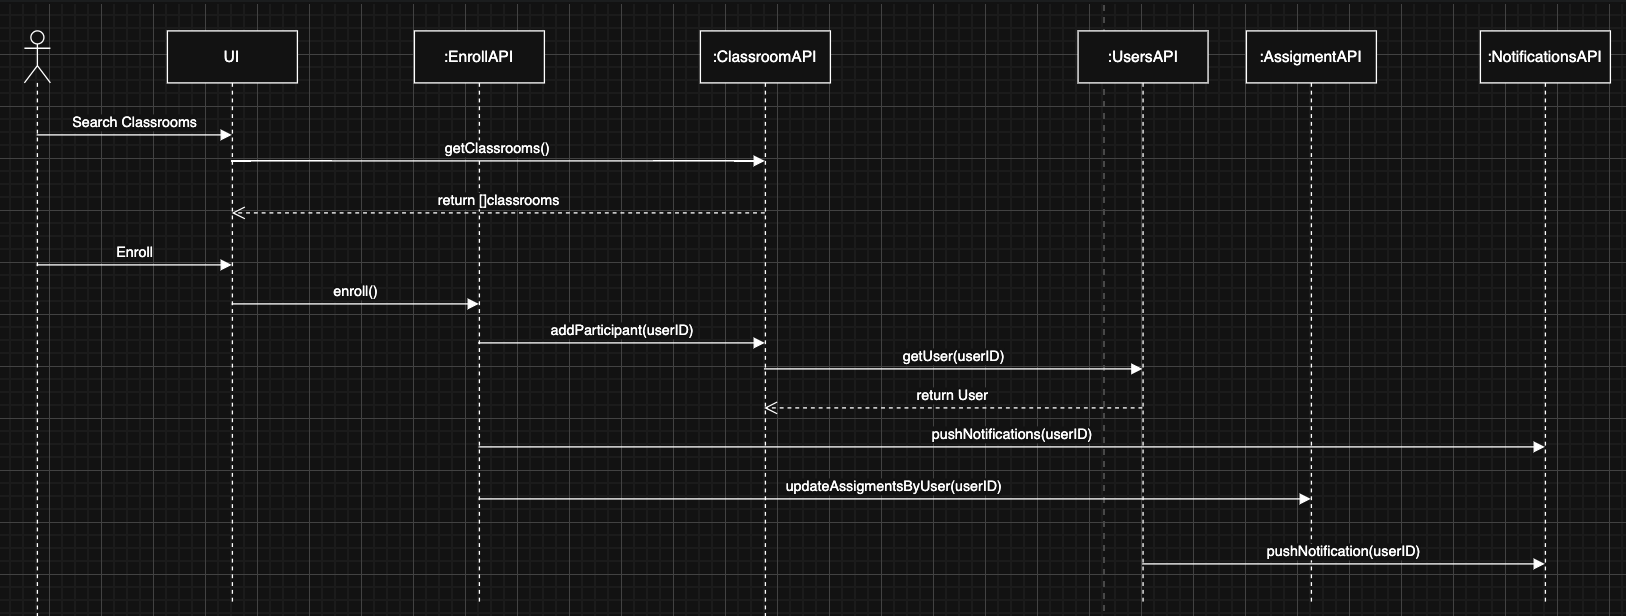 UI
:EnrollAPI
:ClassroomAPI
:UsersAPI
:AssigmentAPI
:NotificationsAPI
Search Classrooms
getClassrooms()
return []classrooms
Enroll
enroll()
addParticipant(userID)
getUser(userID)
return User
pushNotifications(userID)
updateAssigmentsByUser(userID)
pushNotification(userID)